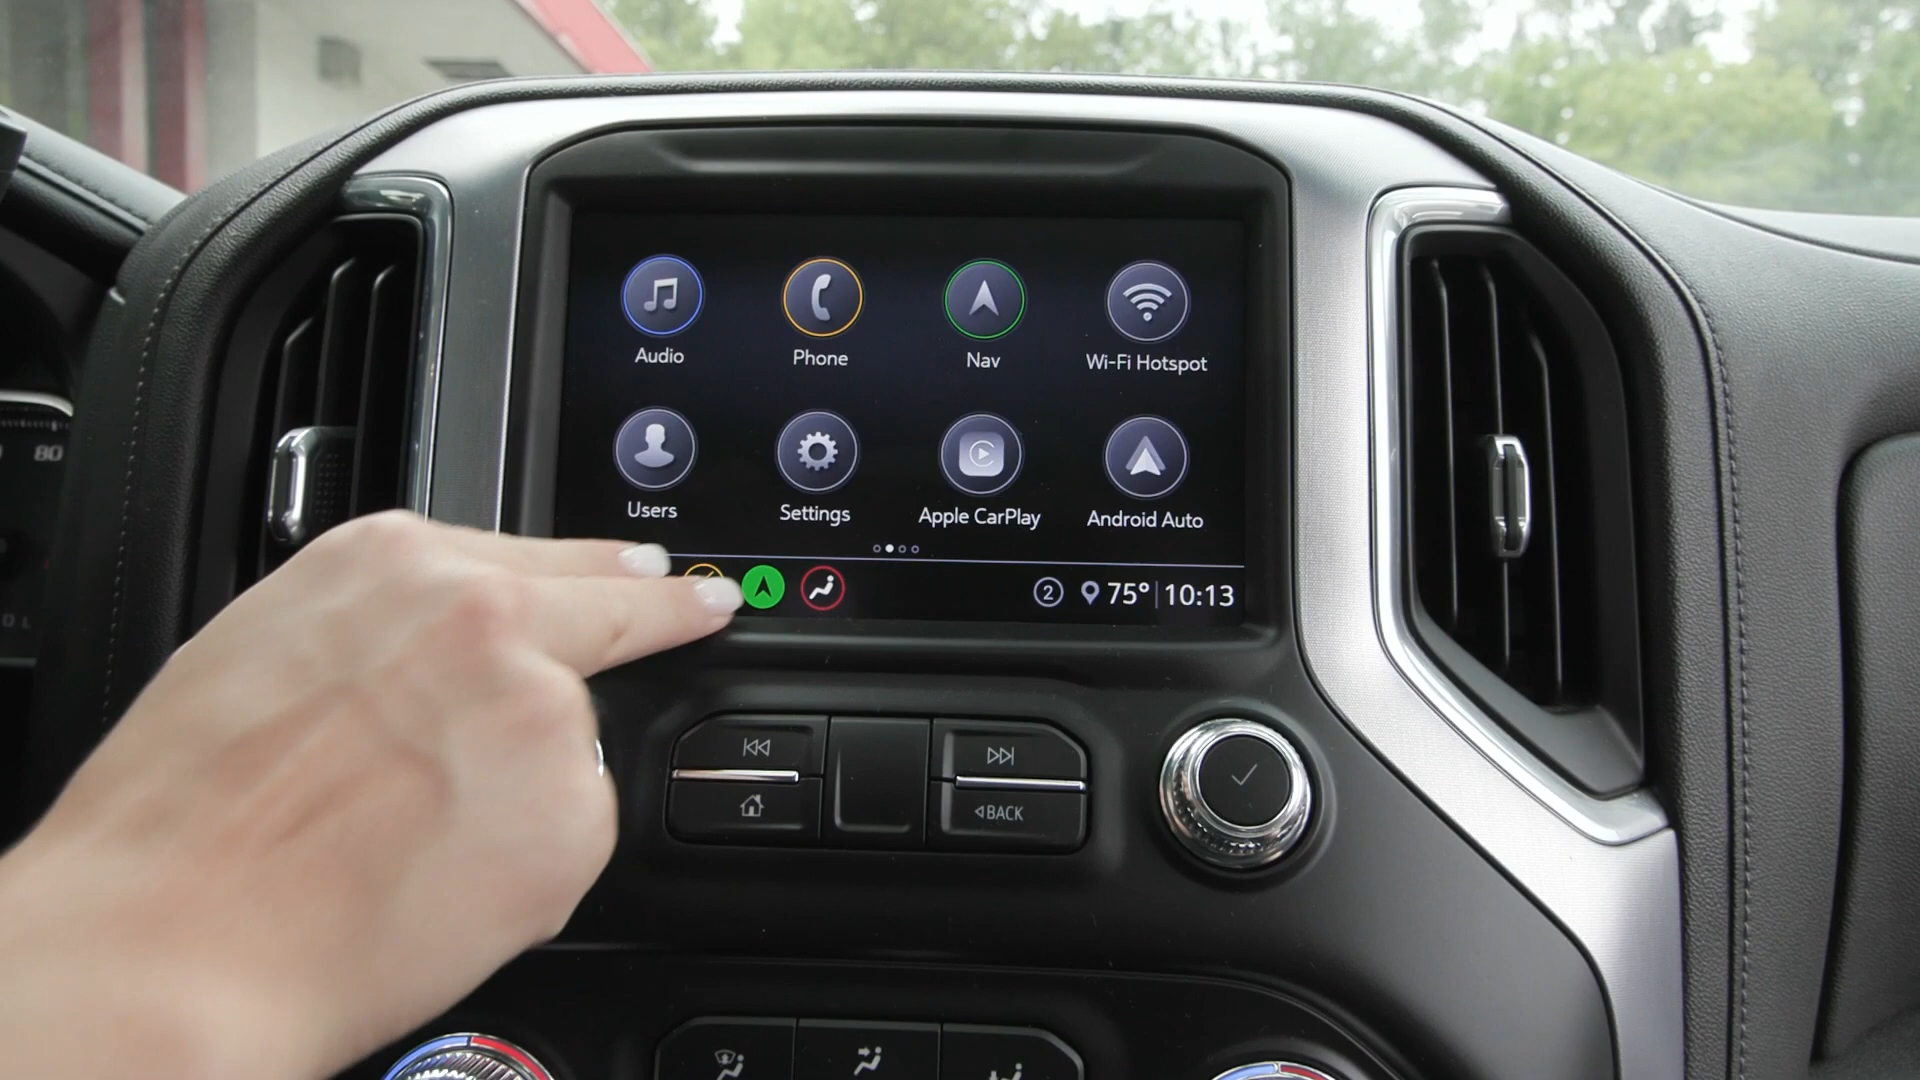 Audio Phone Nav Wi-Fi Hotspot
Users Settings Apple CarPlay Android Auto
2 75° 10:13
BACK
80
D L